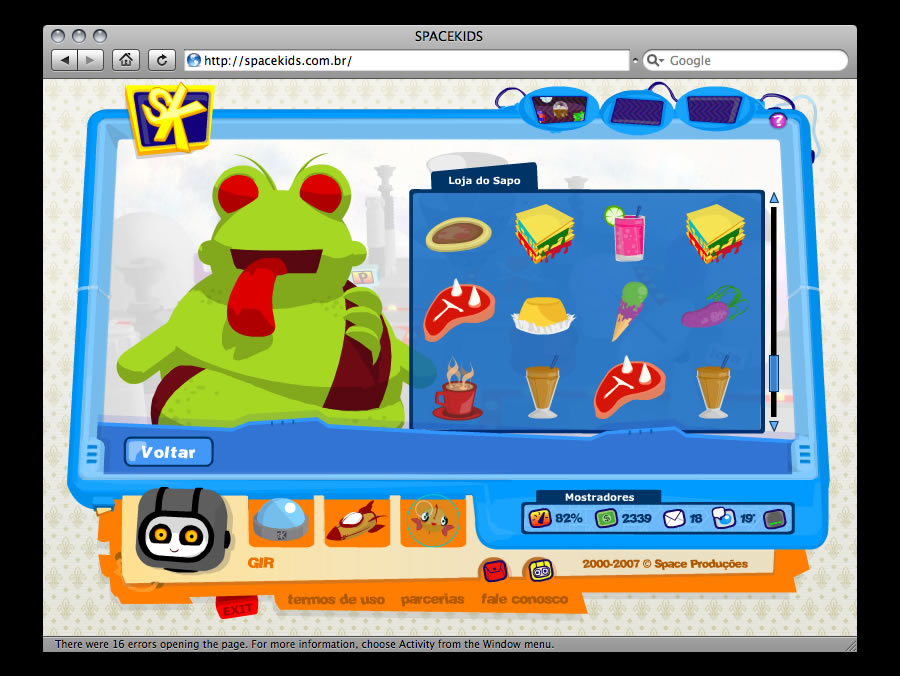 SPACEKIDS
http://spacekids.com.br/
Google
SK
?
Loja do Sapo
P
Voltar
Mostradores
82% 2339 18 19
GIR
2000-2007 © Space Produções
termos de uso parcerias fale conosco
EXIT
There were 16 errors opening the page. For more information, choose Activity from the Window menu.